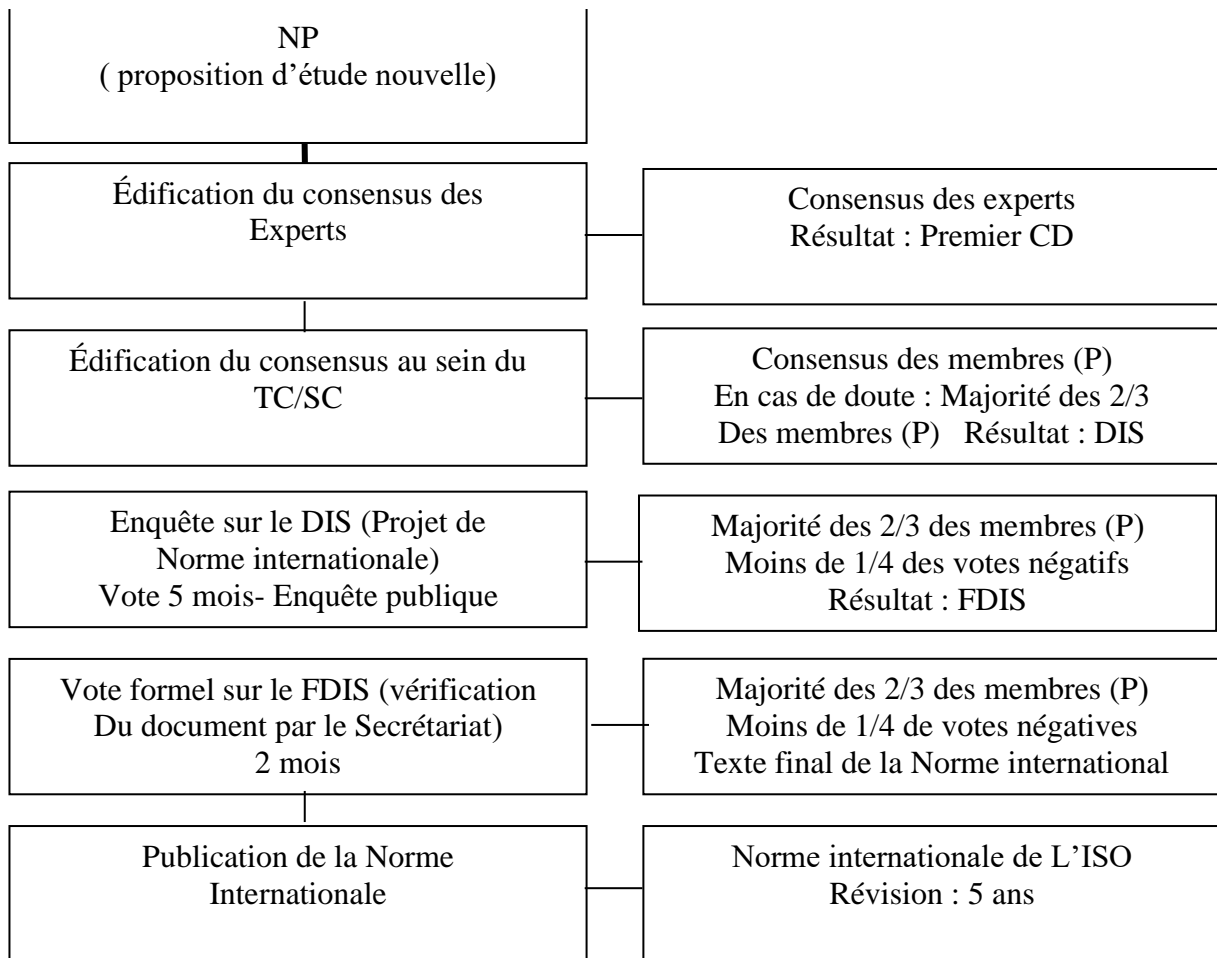 NP
( proposition d’étude nouvelle)
Édification du consensus des
Experts
Consensus des experts
Résultat : Premier CD
Édification du consensus au sein du
TC/SC
Consensus des membres (P)
En cas de doute : Majorité des 2/3
Des membres (P) Résultat : DIS
Enquête sur le DIS (Projet de
Norme internationale)
Vote 5 mois- Enquête publique
Majorité des 2/3 des membres (P)
Moins de 1/4 des votes négatifs
Résultat : FDIS
Vote formel sur le FDIS (vérification
Du document par le Secrétariat)
2 mois
Majorité des 2/3 des membres (P)
Moins de 1/4 de votes négatives
Texte final de la Norme international
Publication de la Norme
Internationale
Norme internationale de L’ISO
Révision : 5 ans